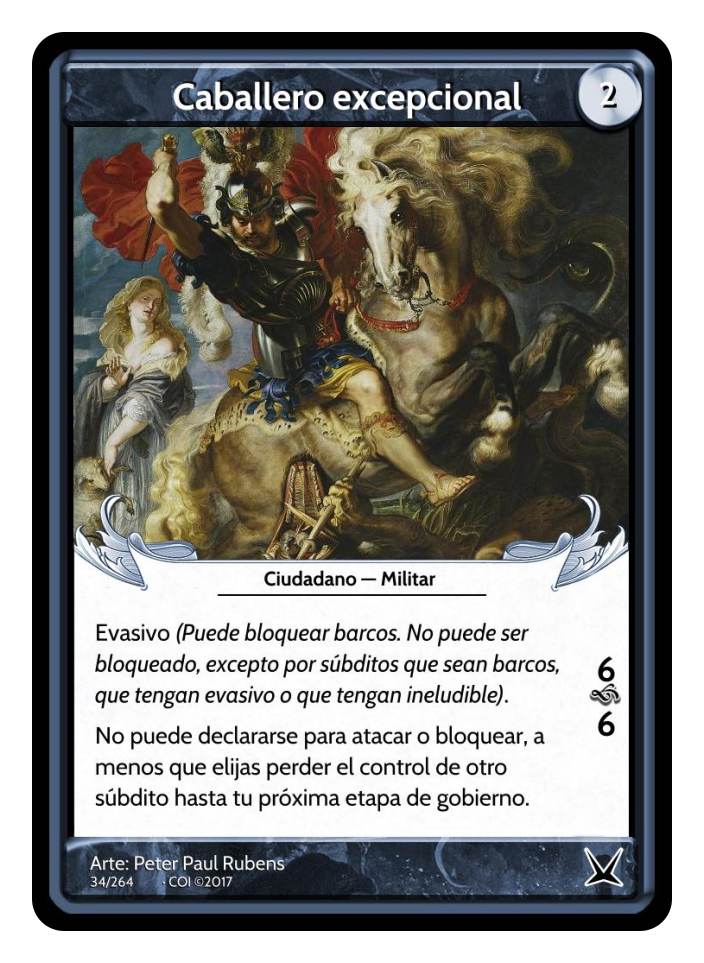 Caballero excepcional
2
Ciudadano — Militar
Evasivo (Puede bloquear barcos. No puede ser
bloqueado, excepto por súbditos que sean barcos,
que tengan evasivo o que tengan ineludible).
No puede declararse para atacar o bloquear, a
menos que elijas perder el control de otro
súbdito hasta tu próxima etapa de gobierno.
6
6
Arte: Peter Paul Rubens
34/264 · COI ©2017